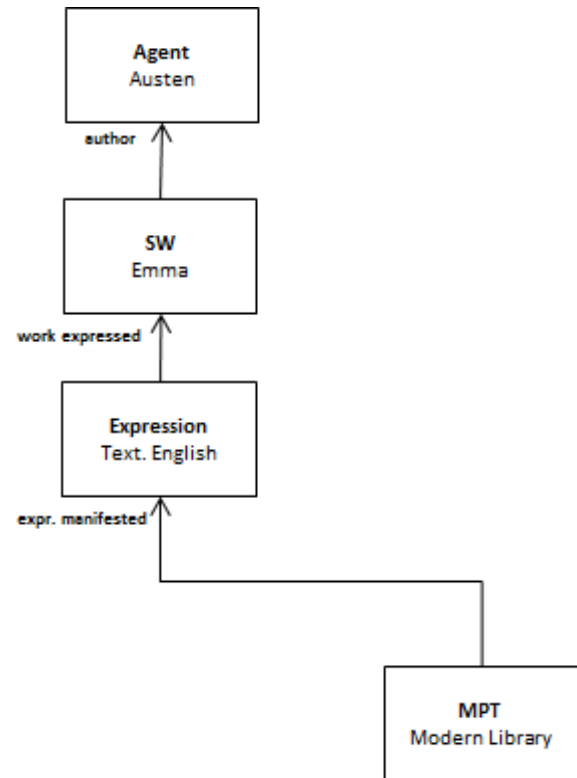 Agent
Austen
author
SW
Emma
work expressed
Expression
Text. English
expr. manifested
MPT
Modern Library